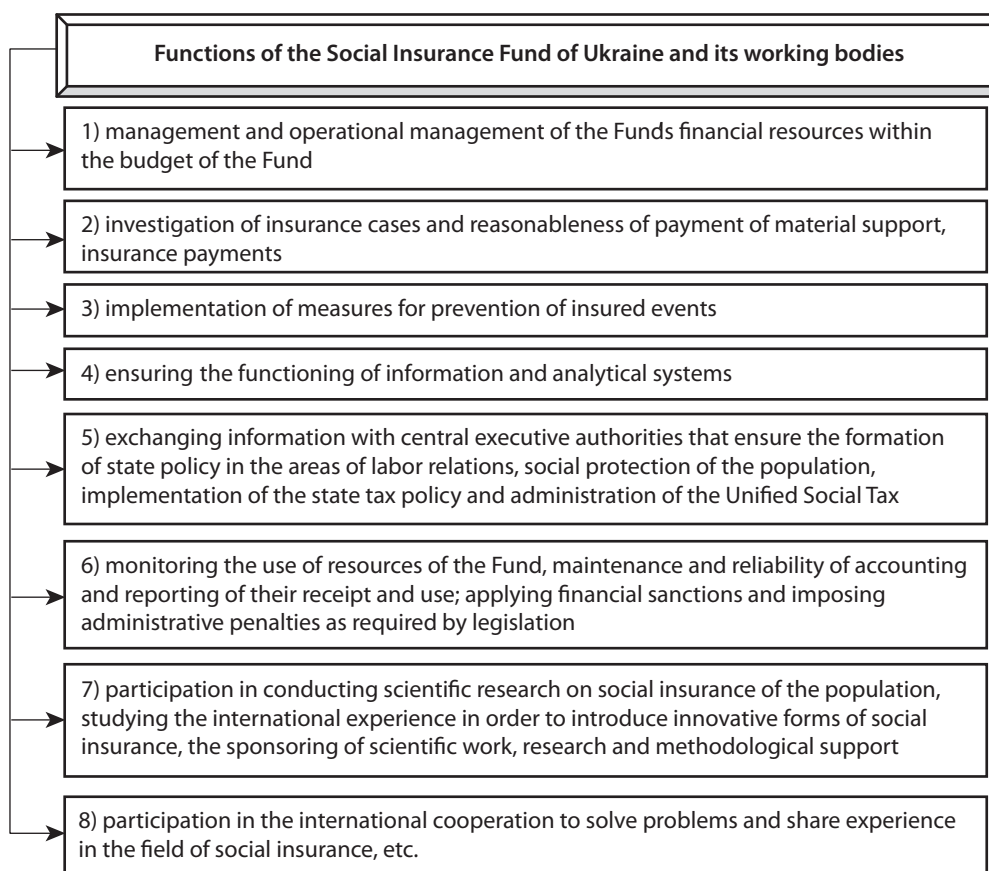 Functions of the Social Insurance Fund of Ukraine and its working bodies
1) management and operational management of the Funds financial resources within
the budget of the Fund
2) investigation of insurance cases and reasonableness of payment of material support,
insurance payments
3) implementation of measures for prevention of insured events
4) ensuring the functioning of information and analytical systems
5) exchanging information with central executive authorities that ensure the formation
of state policy in the areas of labor relations, social protection of the population,
implementation of the state tax policy and administration of the Unified Social Tax
6) monitoring the use of resources of the Fund, maintenance and reliability of accounting
and reporting of their receipt and use; applying financial sanctions and imposing
administrative penalties as required by legislation
7) participation in conducting scientific research on social insurance of the population,
studying the international experience in order to introduce innovative forms of social
insurance, the sponsoring of scientific work, research and methodological support
8) participation in the international cooperation to solve problems and share experience
in the field of social insurance, etc.